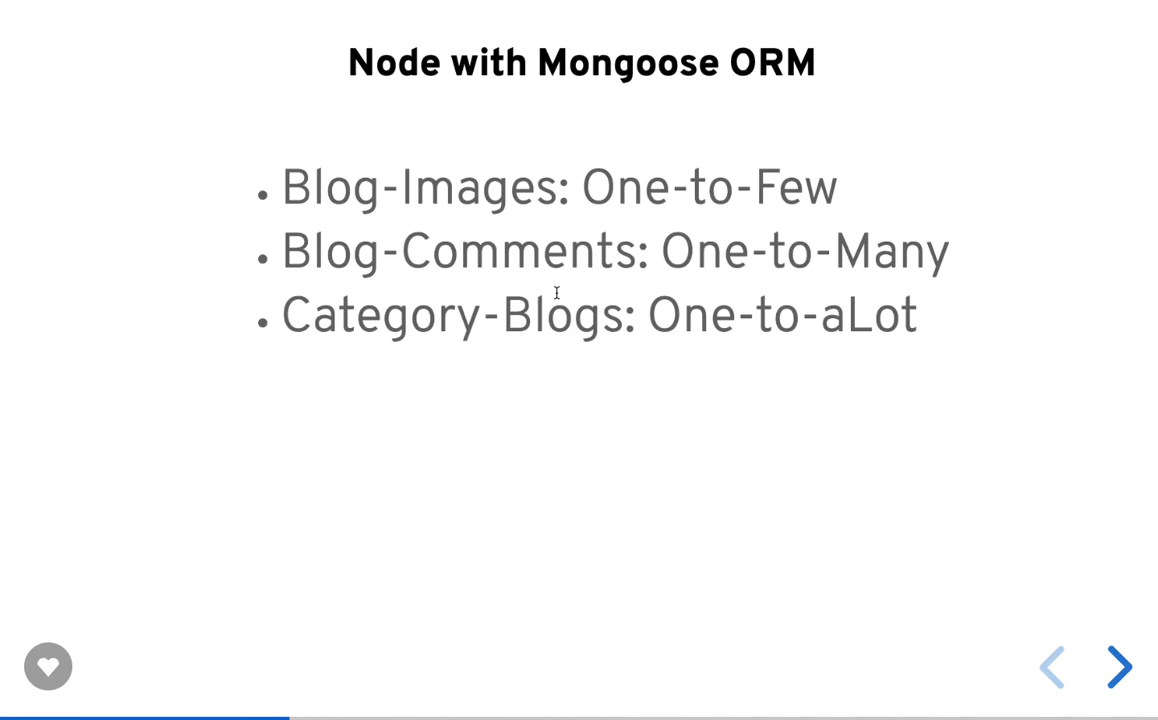 Node with Mongoose ORM
• Blog-Images: One-to-Few
• Blog-Comments: One-to-Many
• Category-Blogs: One-to-aLot